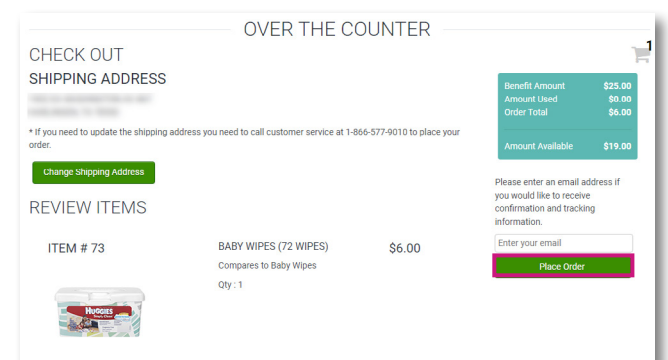 OVER THE COUNTER
CHECK OUT
1
SHIPPING ADDRESS
* If you need to update the shipping address you need to call customer service at 1-866-577-9010 to place your
order.
Change Shipping Address
Benefit Amount $25.00
Amount Used $0.00
Order Total $6.00
Amount Available $19.00
Please enter an email address if
you would like to receive
confirmation and tracking
information.
Enter your email
Place Order
REVIEW ITEMS
ITEM # 73
BABY WIPES (72 WIPES)
$6.00
Compares to Baby Wipes
Qty : 1
HUGGIES